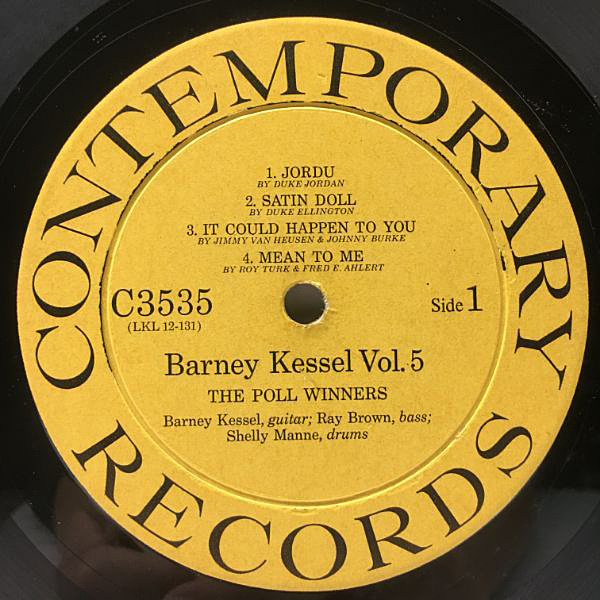 CONTEMPORARY
1. JORDU
BY DUKE JORDAN
2. SATIN DOLL
BY DUKE ELLINGTON
3. IT COULD HAPPEN TO YOU
BY JIMMY VAN HEUSEN & JOHNNY BURKE
4. MEAN TO ME
BY ROY TURK & FRED E. AHLERT
C3535
(LKL 12-131)
Side 1
Barney Kessel Vol. 5
THE POLL WINNERS
Barney Kessel, guitar; Ray Brown, bass;
Shelly Manne, drums
RECORDS